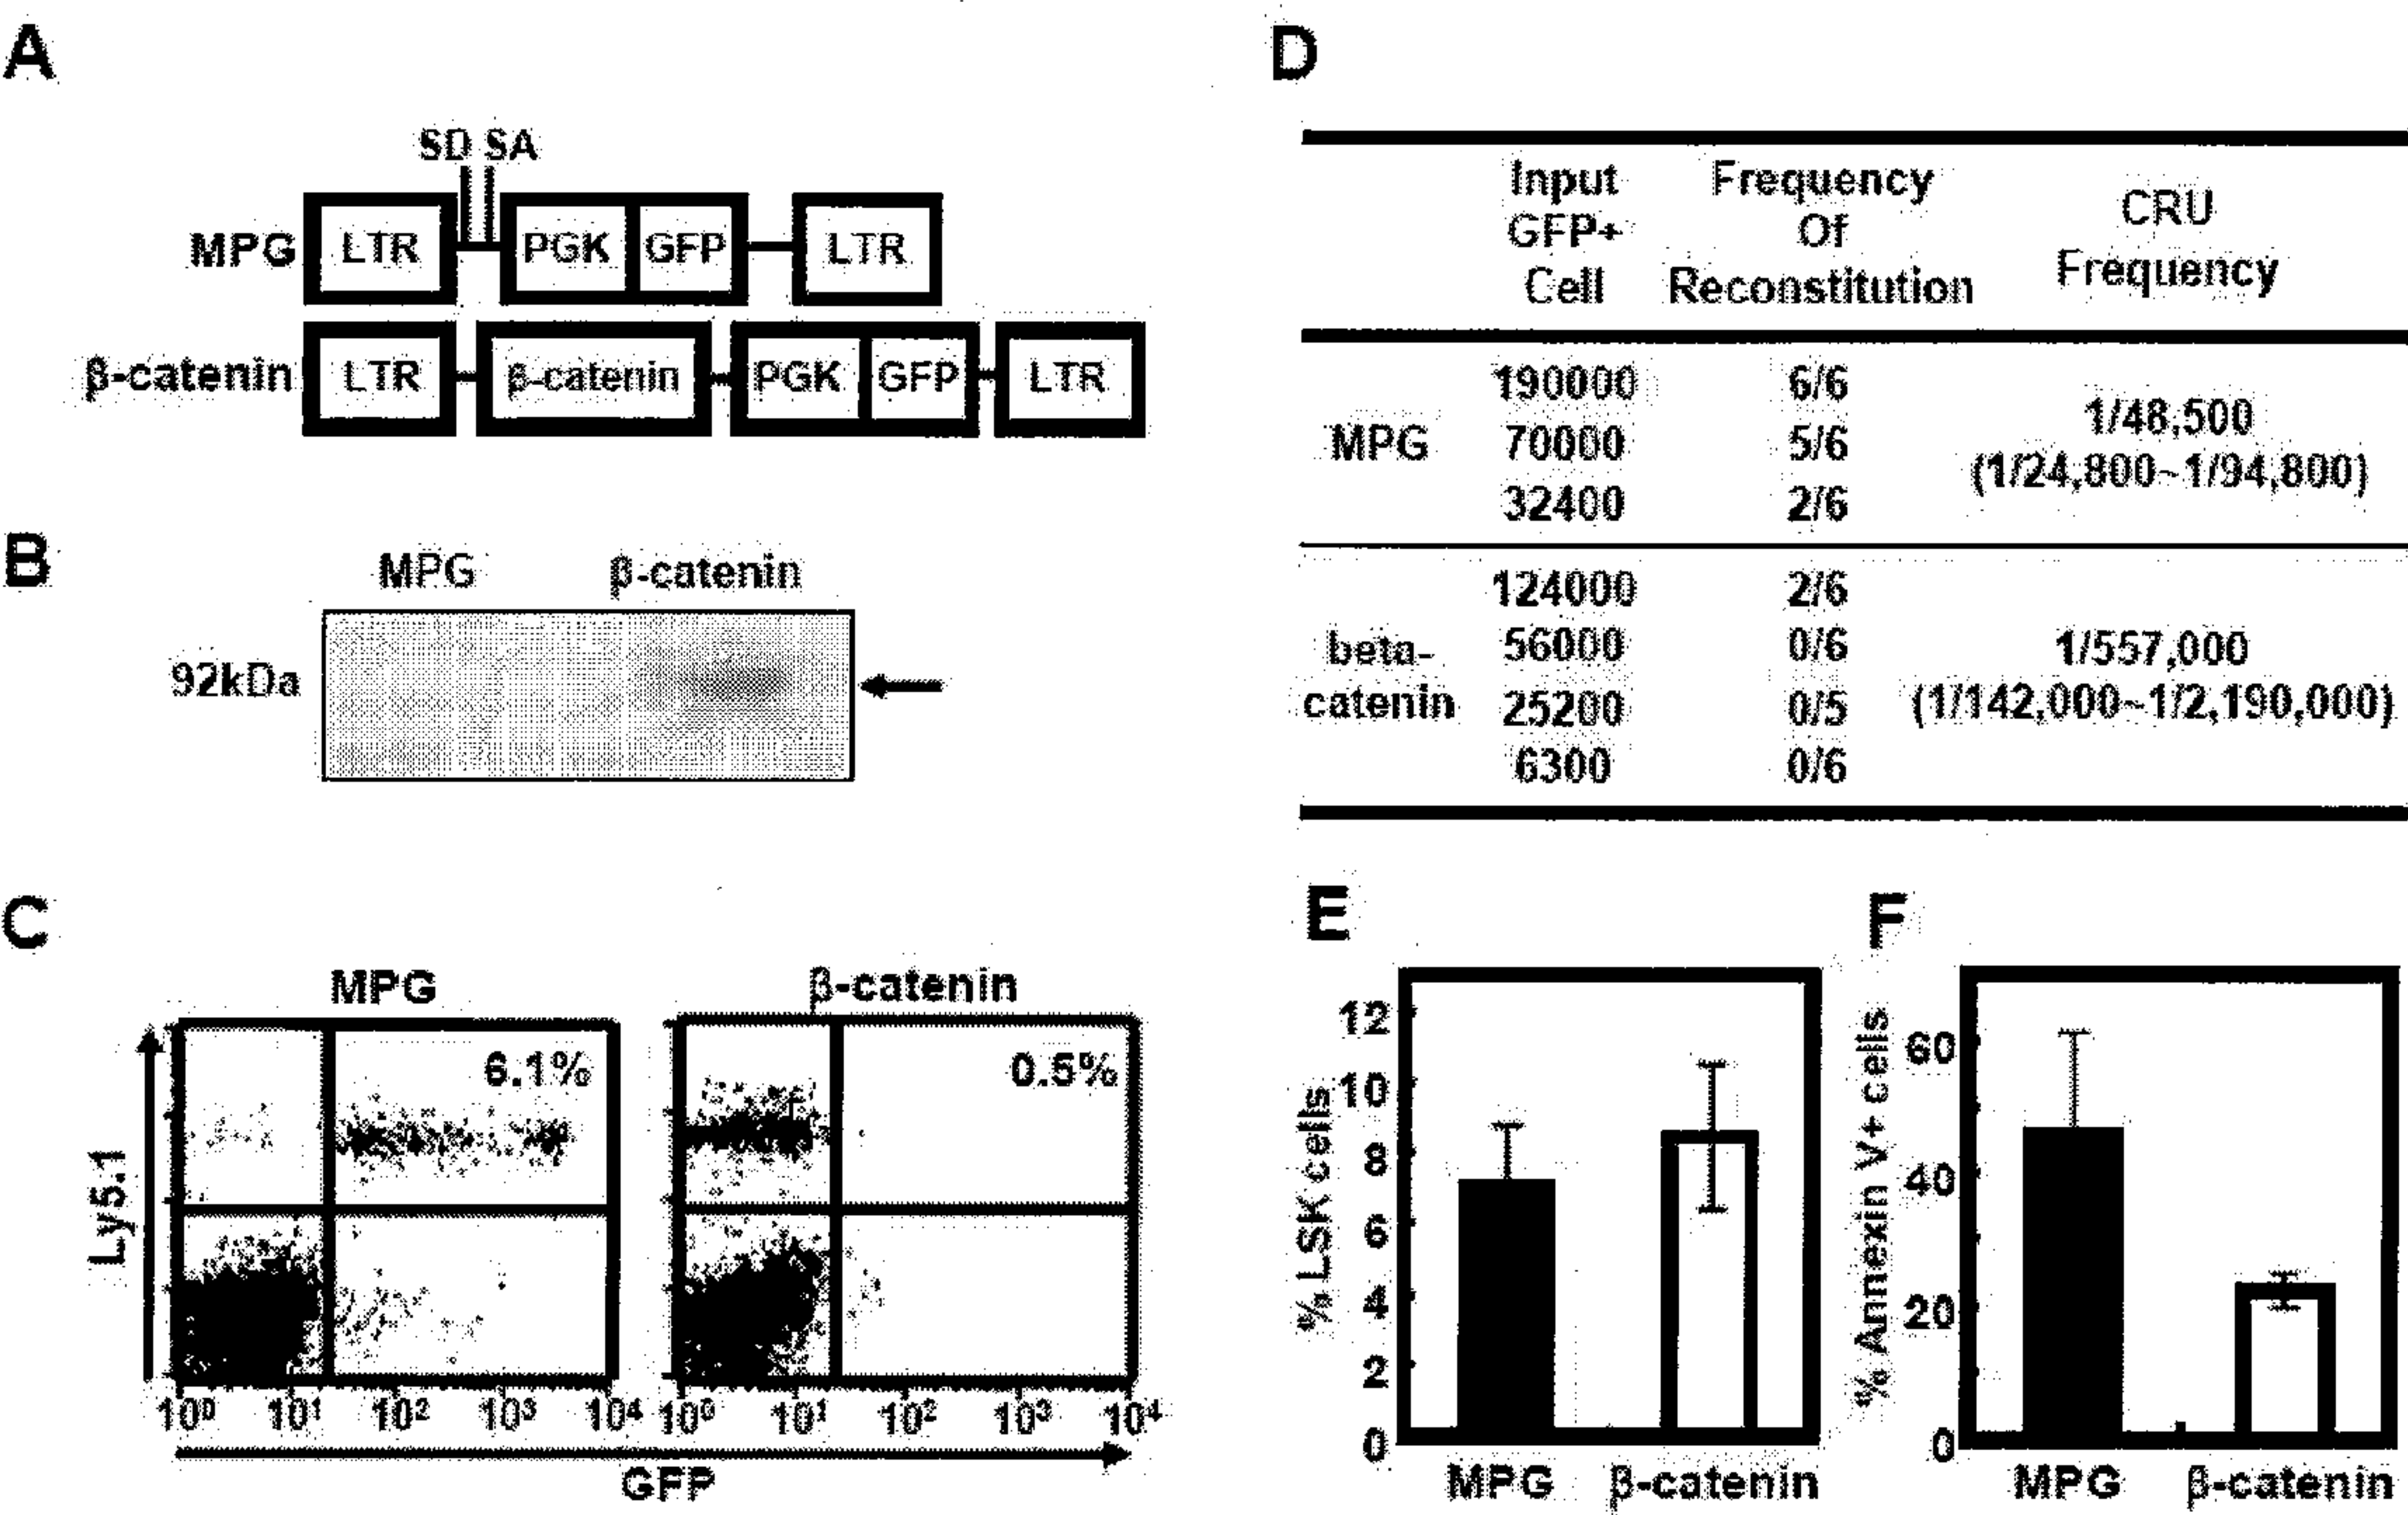 A
SD SA
MPG LTR PGK GFP LTR
β-catenin LTR β-catenin PGK GFP LTR
B
MPG β-catenin
92kDa
C
MPG β-catenin
6.1% 0.5%
Ly5.1
10⁰ 10¹ 10² 10³ 10⁴ 10⁰ 10¹ 10² 10³ 10⁴
GFP
D
Input GFP+ Cell
Frequency Of Reconstitution
CRU Frequency
MPG
190000 6/6
70000 5/6
32400 2/6
1/48,500
(1/24,800~1/94,800)
beta-
catenin
124000 2/6
56000 0/6
25200 0/5
6300 0/6
1/557,000
(1/142,000~1/2,190,000)
E
% LSK cells
12
10
8
6
4
2
0
MPG β-catenin
F
% Annexin V+ cells
60
40
20
0
MPG β-catenin